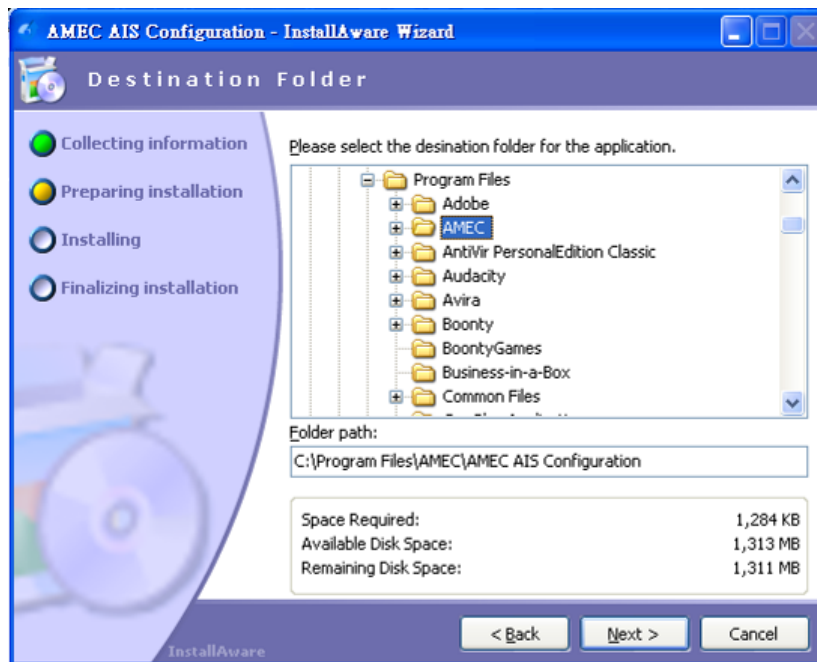 AMEC AIS Configuration - InstallAware Wizard
Destination Folder
Collecting information
Preparing installation
Installing
Finalizing installation
Please select the desination folder for the application.
Program Files
Adobe
AMEC
AntiVir PersonalEdition Classic
Audacity
Avira
Boonty
BoontyGames
Business-in-a-Box
Common Files
Folder path:
C:\Program Files\AMEC\AMEC AIS Configuration
Space Required: 1,284 KB
Available Disk Space: 1,313 MB
Remaining Disk Space: 1,311 MB
InstallAware
< Back Next > Cancel